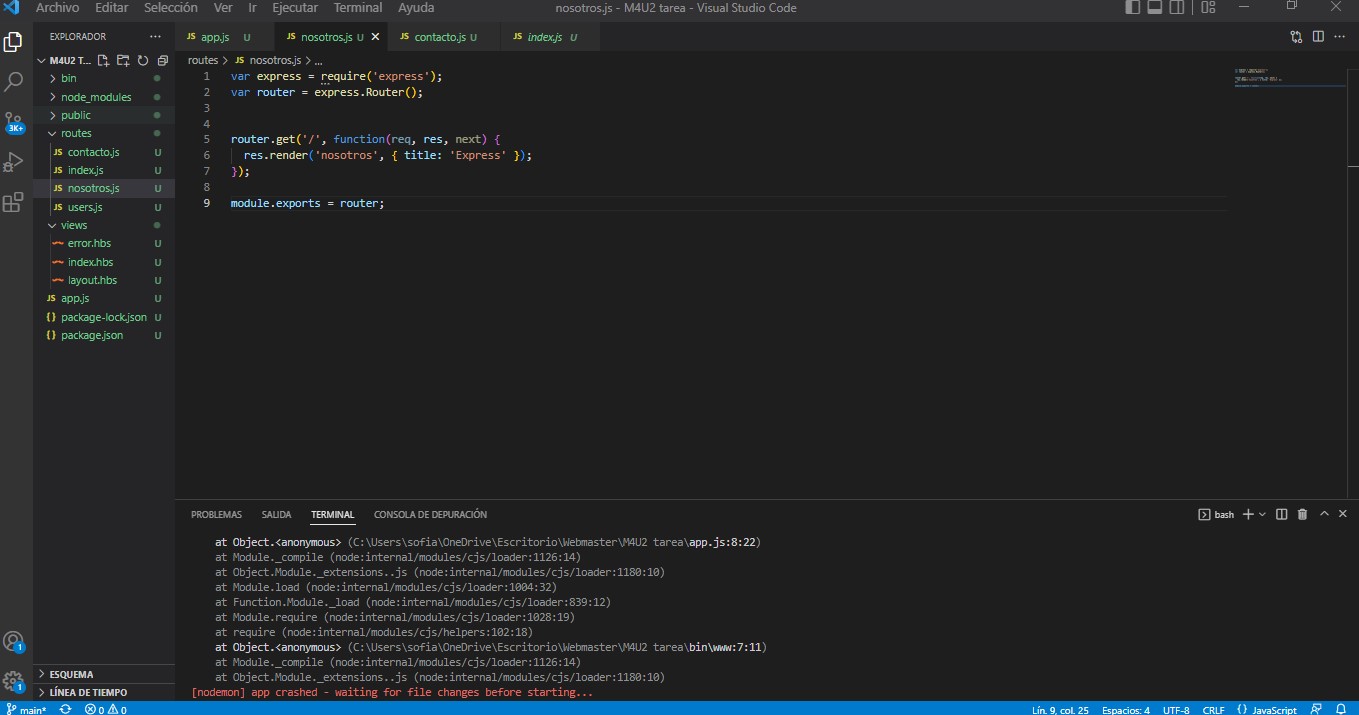 Archivo Editar Selección Ver Ir Ejecutar Terminal Ayuda nosotros.js - M4U2 tarea - Visual Studio Code
EXPLORADOR ...
JS app.js U JS nosotros.js U × JS contacto.js U JS index.js U
M4U2 T...
routes > JS nosotros.js > ...
bin
node_modules
public
routes
JS contacto.js U
JS index.js U
JS nosotros.js U
JS users.js U
views
error.hbs U
index.hbs U
layout.hbs U
JS app.js U
{} package-lock.json U
{} package.json U
3K+
1 var express = require('express');
2 var router = express.Router();
3
4
5 router.get('/', function(req, res, next) {
6 res.render('nosotros', { title: 'Express' });
7 });
8
9 module.exports = router;
PROBLEMAS SALIDA TERMINAL CONSOLA DE DEPURACIÓN bash
at Object.<anonymous> (C:\Users\sofia\OneDrive\Escritorio\Webmaster\M4U2 tarea\app.js:8:22)
at Module._compile (node:internal/modules/cjs/loader:1126:14)
at Object.Module._extensions..js (node:internal/modules/cjs/loader:1180:10)
at Module.load (node:internal/modules/cjs/loader:1004:32)
at Function.Module._load (node:internal/modules/cjs/loader:839:12)
at Module.require (node:internal/modules/cjs/loader:1028:19)
at require (node:internal/modules/cjs/helpers:102:18)
at Object.<anonymous> (C:\Users\sofia\OneDrive\Escritorio\Webmaster\M4U2 tarea\bin\www:7:11)
at Module._compile (node:internal/modules/cjs/loader:1126:14)
at Object.Module._extensions..js (node:internal/modules/cjs/loader:1180:10)
[nodemon] app crashed - waiting for file changes before starting...
1
1
ESQUEMA
LÍNEA DE TIEMPO
main* 0 0 Lín. 9, col. 25 Espacios: 4 UTF-8 CRLF {} JavaScript